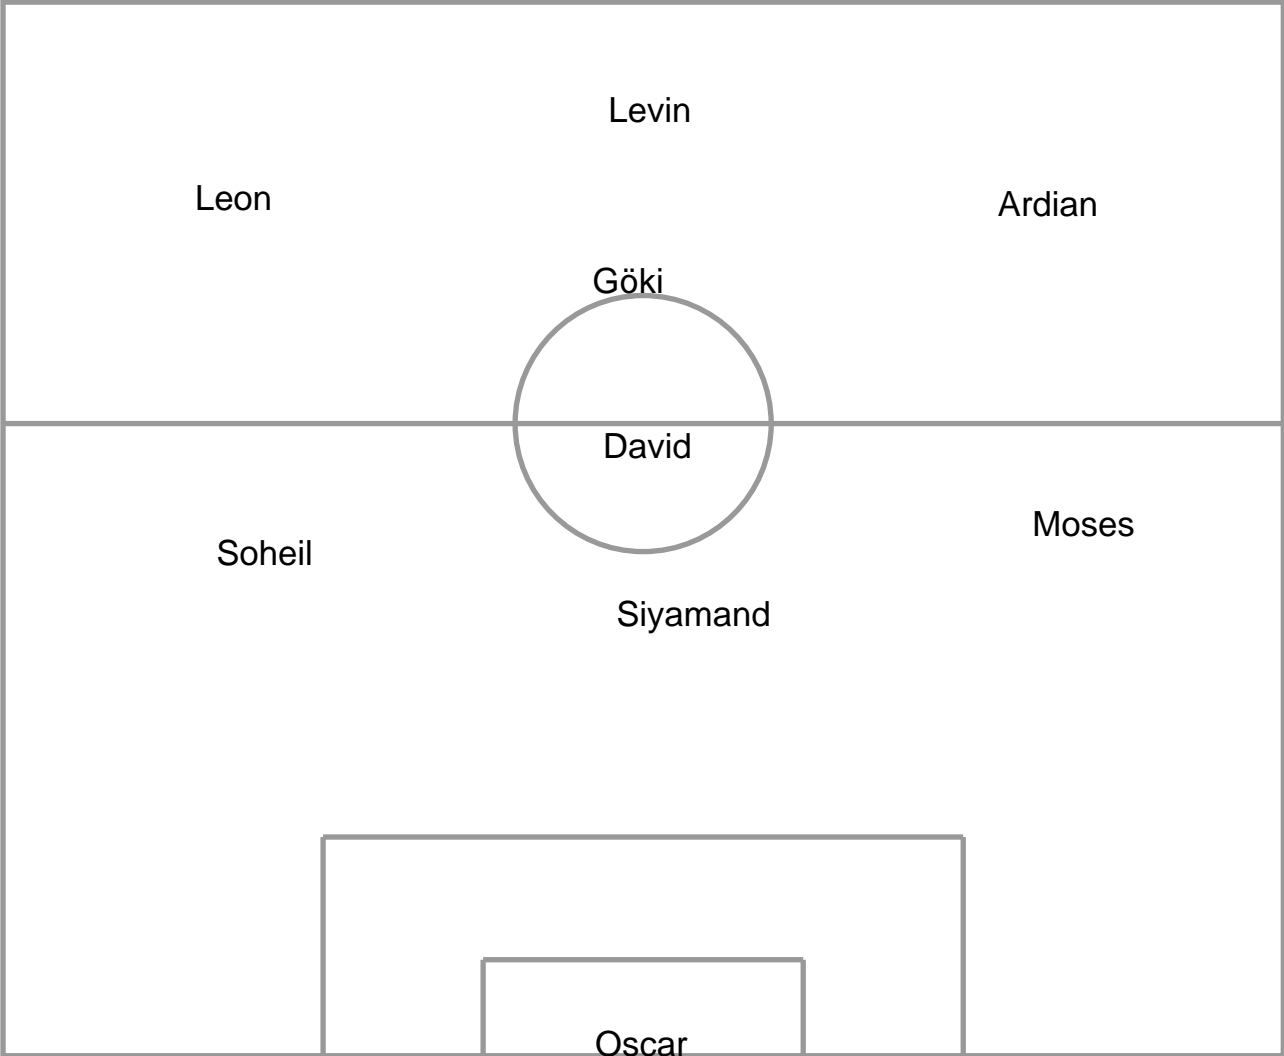 Levin
Leon
Ardian
Göki
David
Moses
Soheil
Siyamand
Oscar